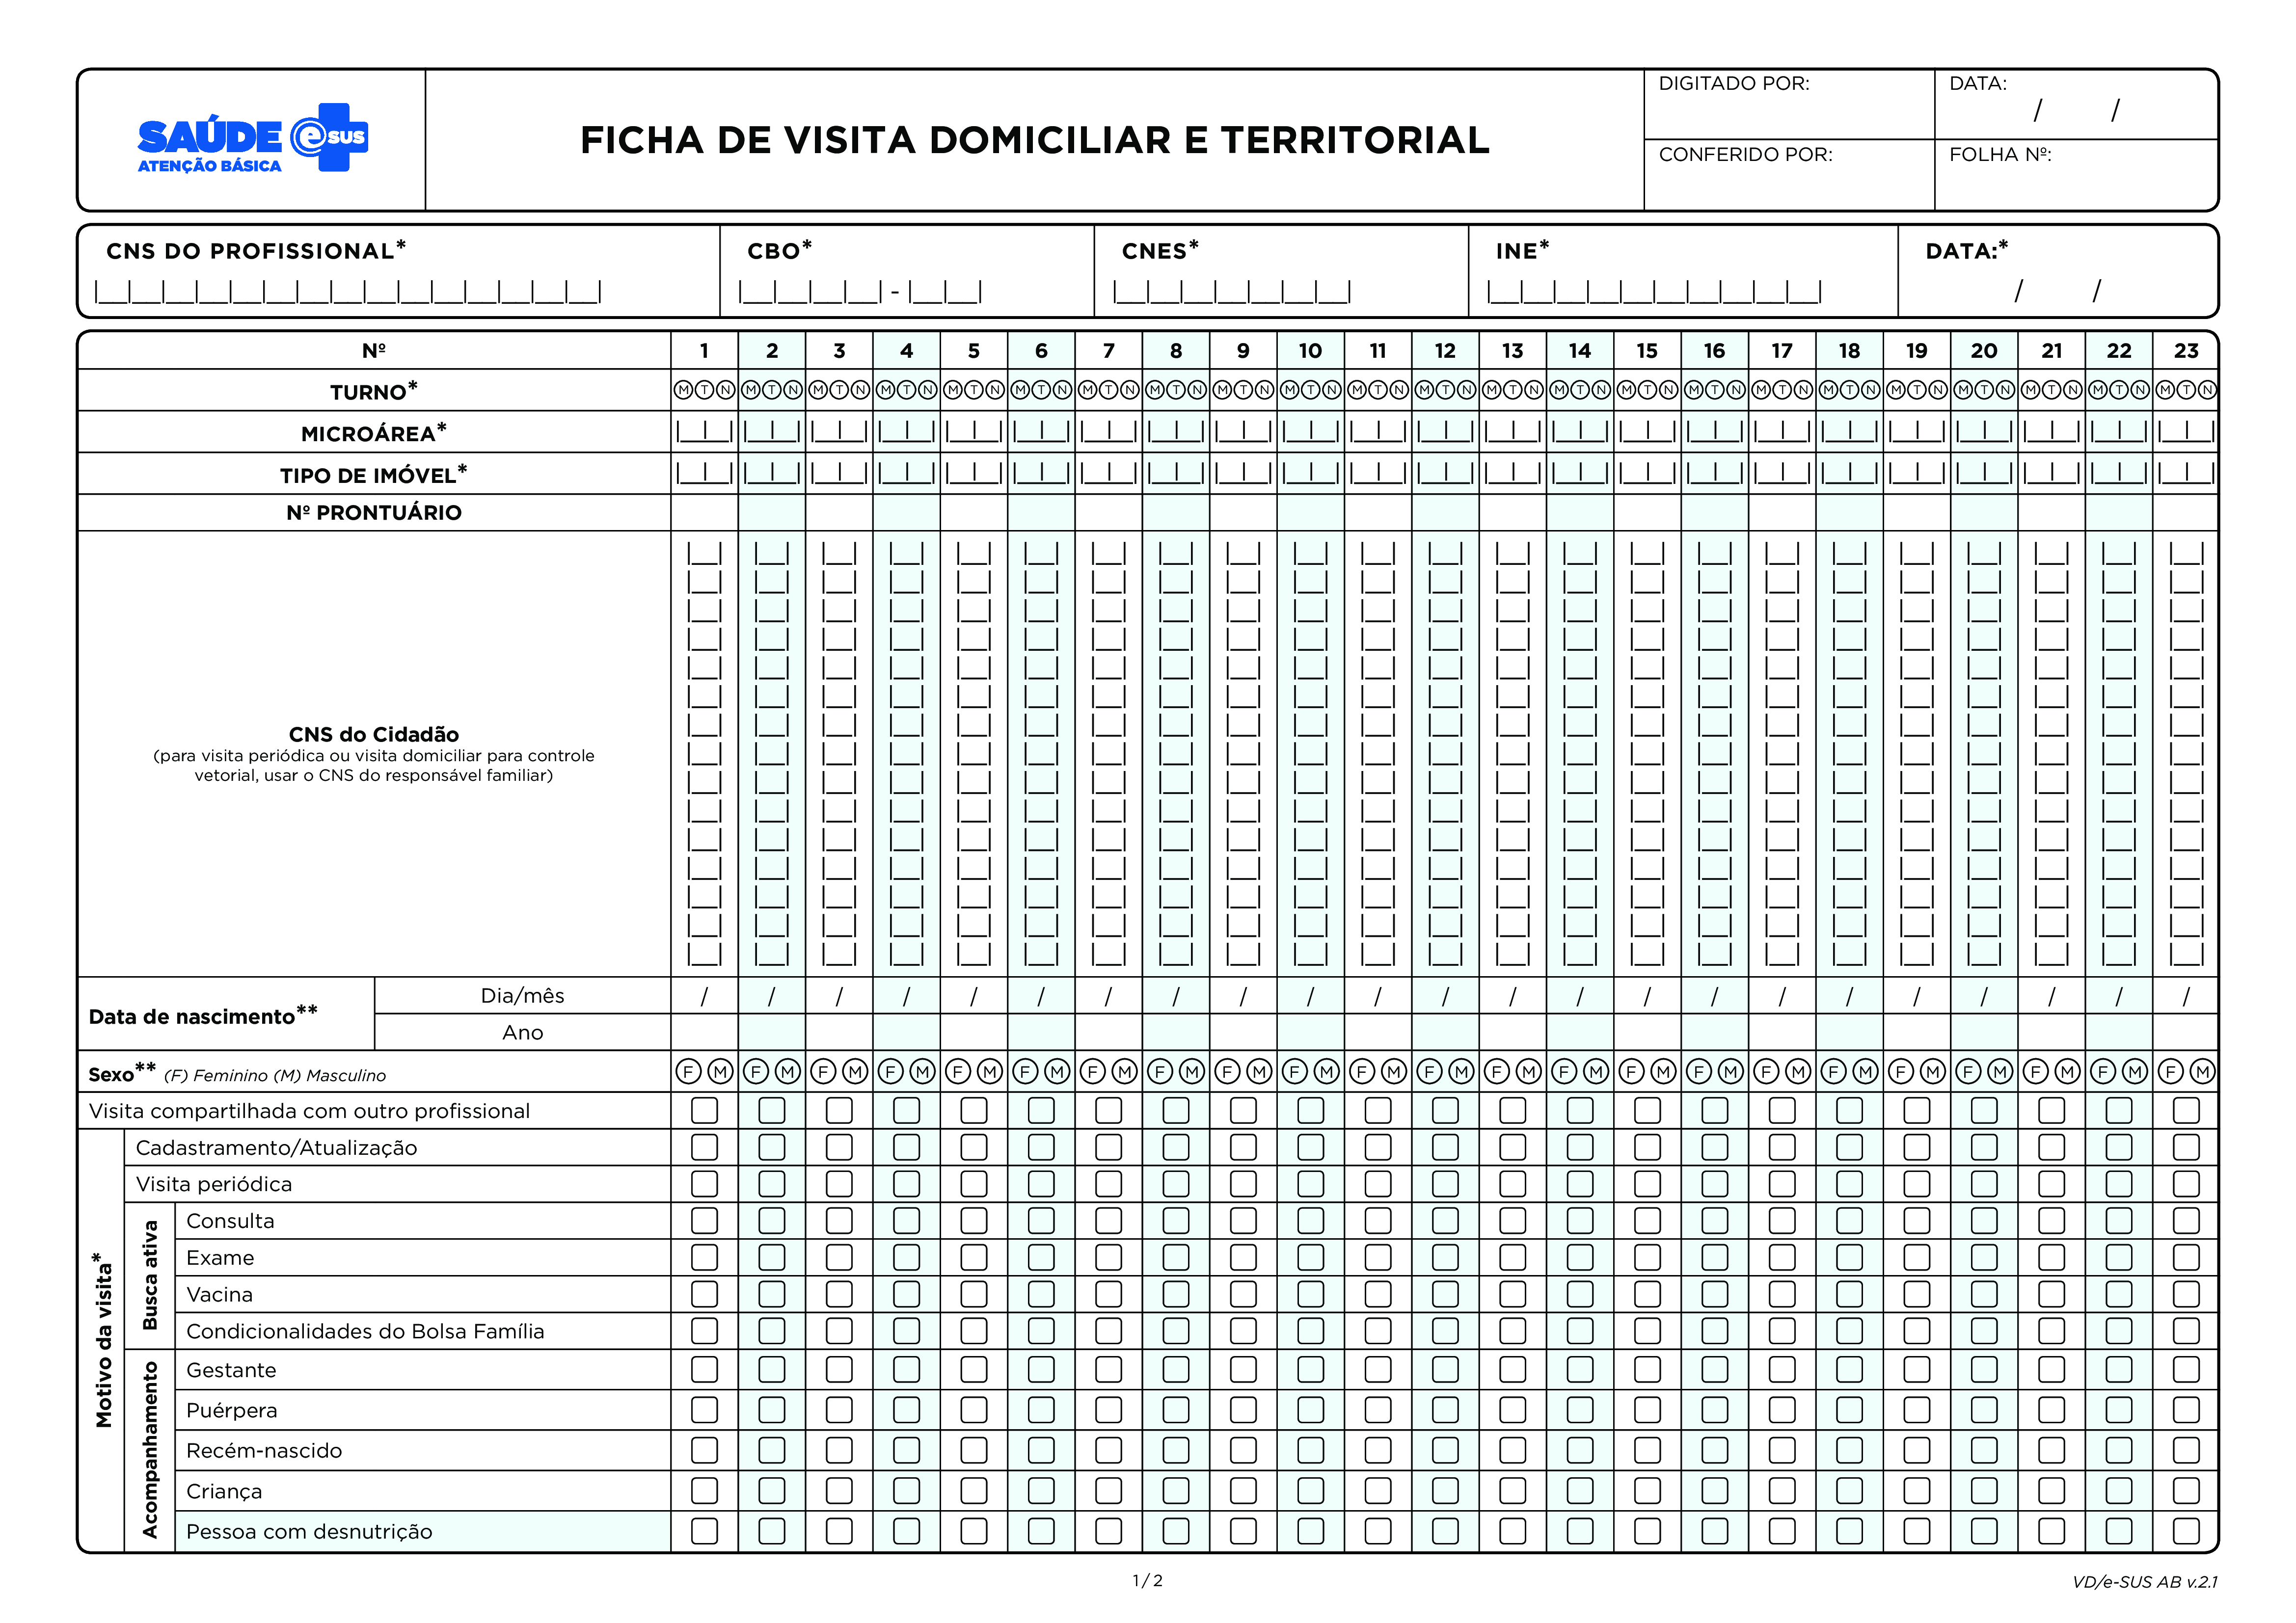 SAÚDE e SUS
ATENÇÃO BÁSICA
FICHA DE VISITA DOMICILIAR E TERRITORIAL
DIGITADO POR:
DATA:
/ /
CONFERIDO POR:
FOLHA Nº:
CNS DO PROFISSIONAL*
CBO*
-
CNES*
INE*
DATA:*
/ /
Nº 1 2 3 4 5 6 7 8 9 10 11 12 13 14 15 16 17 18 19 20 21 22 23
TURNO* M T N M T N M T N M T N M T N M T N M T N M T N M T N M T N M T N M T N M T N M T N M T N M T N M T N M T N M T N M T N M T N M T N M T N
MICROÁREA*
TIPO DE IMÓVEL*
Nº PRONTUÁRIO
CNS do Cidadão
(para visita periódica ou visita domiciliar para controle
vetorial, usar o CNS do responsável familiar)
Data de nascimento**
Dia/mês / / / / / / / / / / / / / / / / / / / / / / /
Ano
Sexo** (F) Feminino (M) Masculino F M F M F M F M F M F M F M F M F M F M F M F M F M F M F M F M F M F M F M F M F M F M F M
Visita compartilhada com outro profissional
Motivo da visita*
Cadastramento/Atualização
Visita periódica
Busca ativa
Consulta
Exame
Vacina
Condicionalidades do Bolsa Família
Acompanhamento
Gestante
Puérpera
Recém-nascido
Criança
Pessoa com desnutrição
1/2
VD/e-SUS AB v.2.1